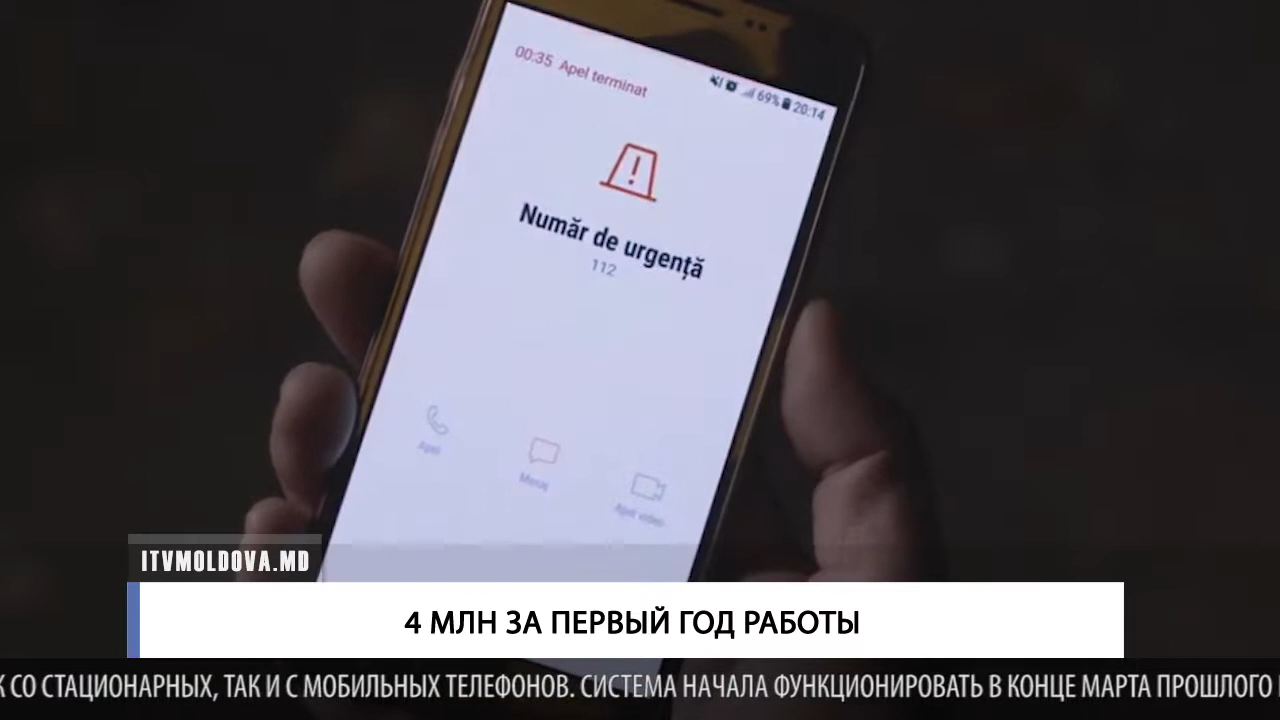 00:35 Apel terminat
69% 20:14
Număr de urgență
112
Apel
Mesaj
Apel video
ITVMOLDOVA.MD
4 МЛН ЗА ПЕРВЫЙ ГОД РАБОТЫ
СО СТАЦИОНАРНЫХ, ТАК И С МОБИЛЬНЫХ ТЕЛЕФОНОВ. СИСТЕМА НАЧАЛА ФУНКЦИОНИРОВАТЬ В КОНЦЕ МАРТА ПРОШЛОГО